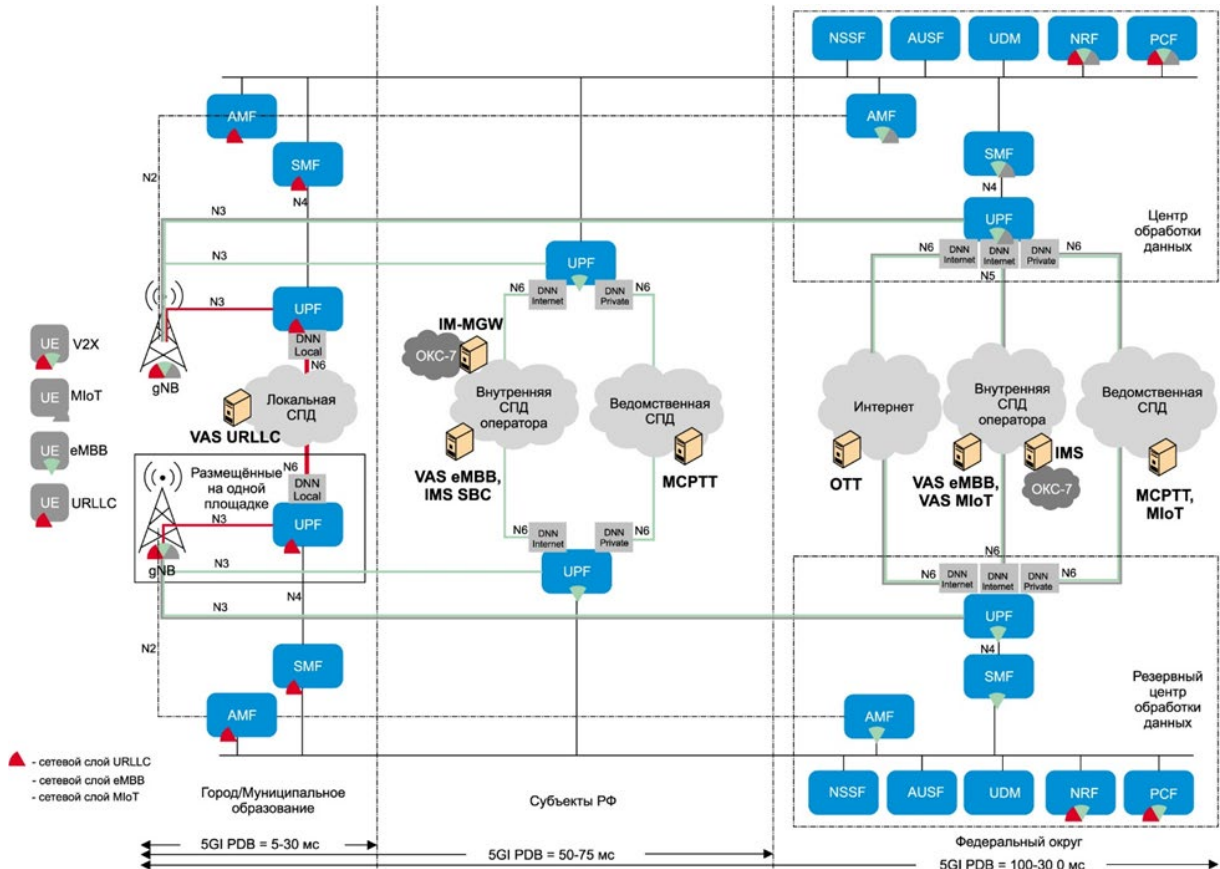 NSSF
AUSF
UDM
NRF
PCF
AMF
AMF
SMF
SMF
N2
N4
N4
N3
UPF
Центр
обработки
данных
N3
UPF
N6
DNN
Internet
DNN
Internet
DNN
Private
N6
N5
N6
DNN
Internet
DNN
Private
N6
N3
UPF
DNN
Local
N6
IM-MGW
ОКС-7
UE
V2X
gNB
UE
MIoT
Локальная
СПД
VAS URLLC
Внутренняя
СПД
оператора
Ведомственная
СПД
Интернет
Внутренняя
СПД
оператора
Ведомственная
СПД
UE
eMBB
VAS eMBB,
IMS SBC
MCPTT
OTT
VAS eMBB,
VAS MIoT
IMS
ОКС-7
MCPTT,
MIoT
UE
URLLC
N6
Размещённые
на одной
площадке
DNN
Local
N3
UPF
gNB
N6
DNN
Internet
DNN
Private
N6
N6
N6
DNN
Internet
DNN
Internet
DNN
Private
N6
N3
UPF
N4
N3
UPF
N2
N4
SMF
SMF
Резервный
центр
обработки
данных
AMF
AMF
- сетевой слой URLLC
- сетевой слой eMBB
- сетевой слой MIoT
NSSF
AUSF
UDM
NRF
PCF
Город/Муниципальное
образование
Субъекты РФ
Федеральный округ
5GI PDB = 5-30 мс
5GI PDB = 50-75 мс
5GI PDB = 100-30 0 мс